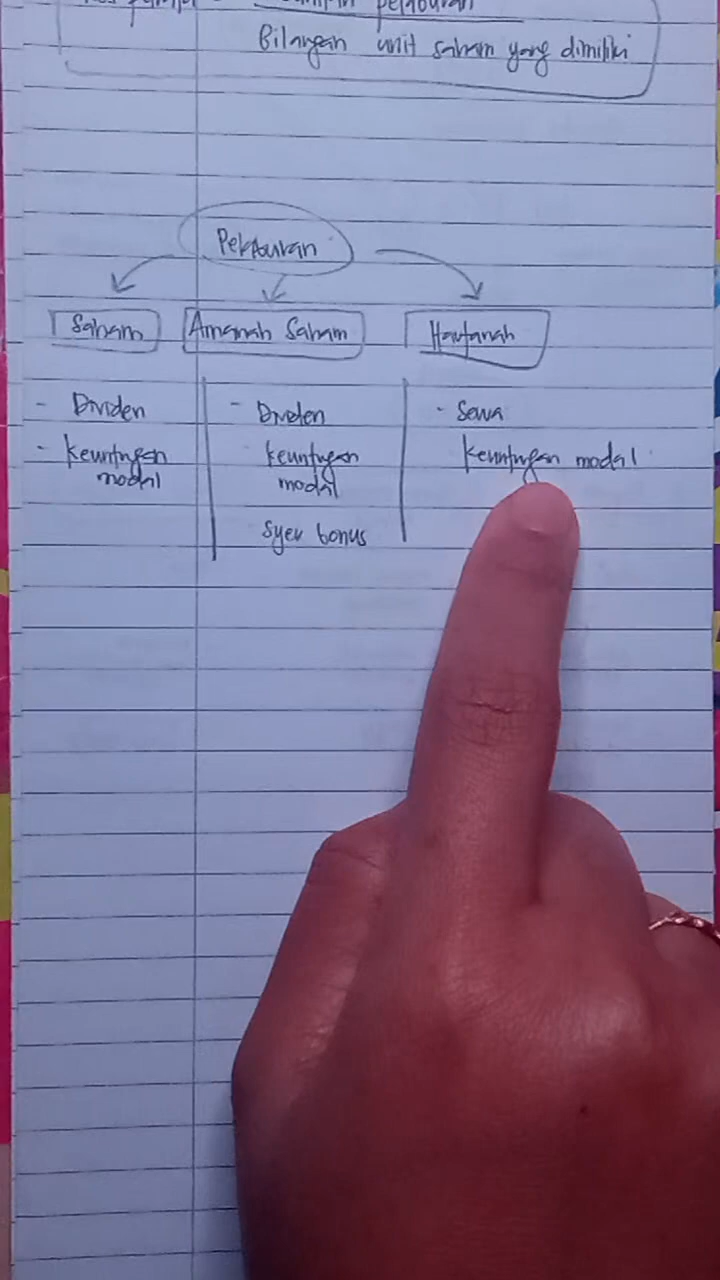 pelaburan
Bilangan unit saham yang dimiliki
Pelaburan
Saham
Amanah Saham
Hartanah
- Dividen
- Keuntungan
modal
- Dividen
Keuntungan
modal
Syer bonus
- Sewa
Keuntungan modal